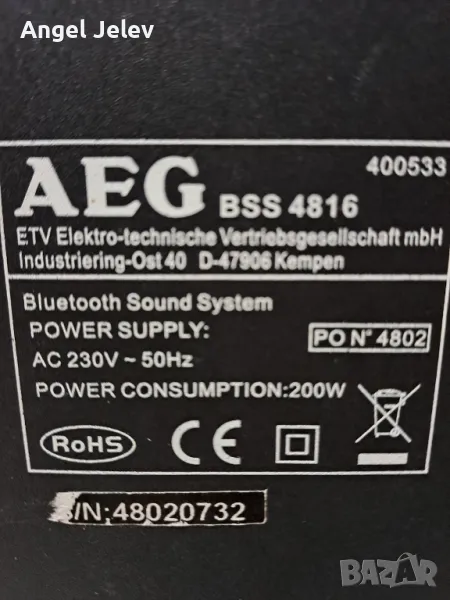 Angel Jelev
400533
AEG BSS 4816
ETV Elektro-technische Vertriebsgesellschaft mbH
Industriering-Ost 40 D-47906 Kempen
Bluetooth Sound System
POWER SUPPLY:
PO N° 4802
AC 230V ~ 50Hz
POWER CONSUMPTION:200W
RoHS CE
/N:48020732
BAZAR